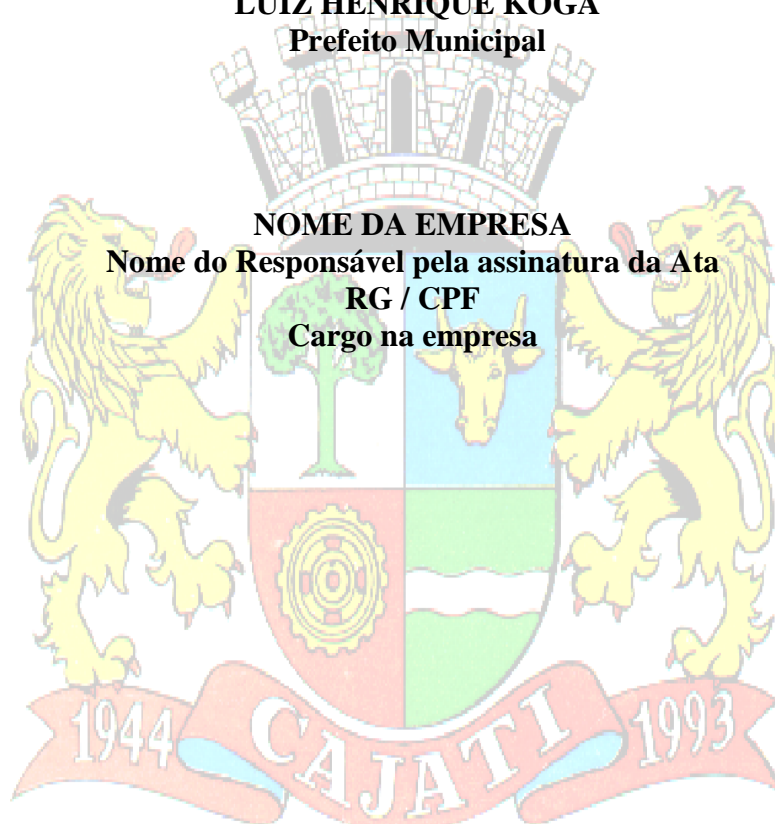 LUIZ HENRIQUE KOGA
Prefeito Municipal
NOME DA EMPRESA
Nome do Responsável pela assinatura da Ata
RG / CPF
Cargo na empresa
1944 CAJATI 1993